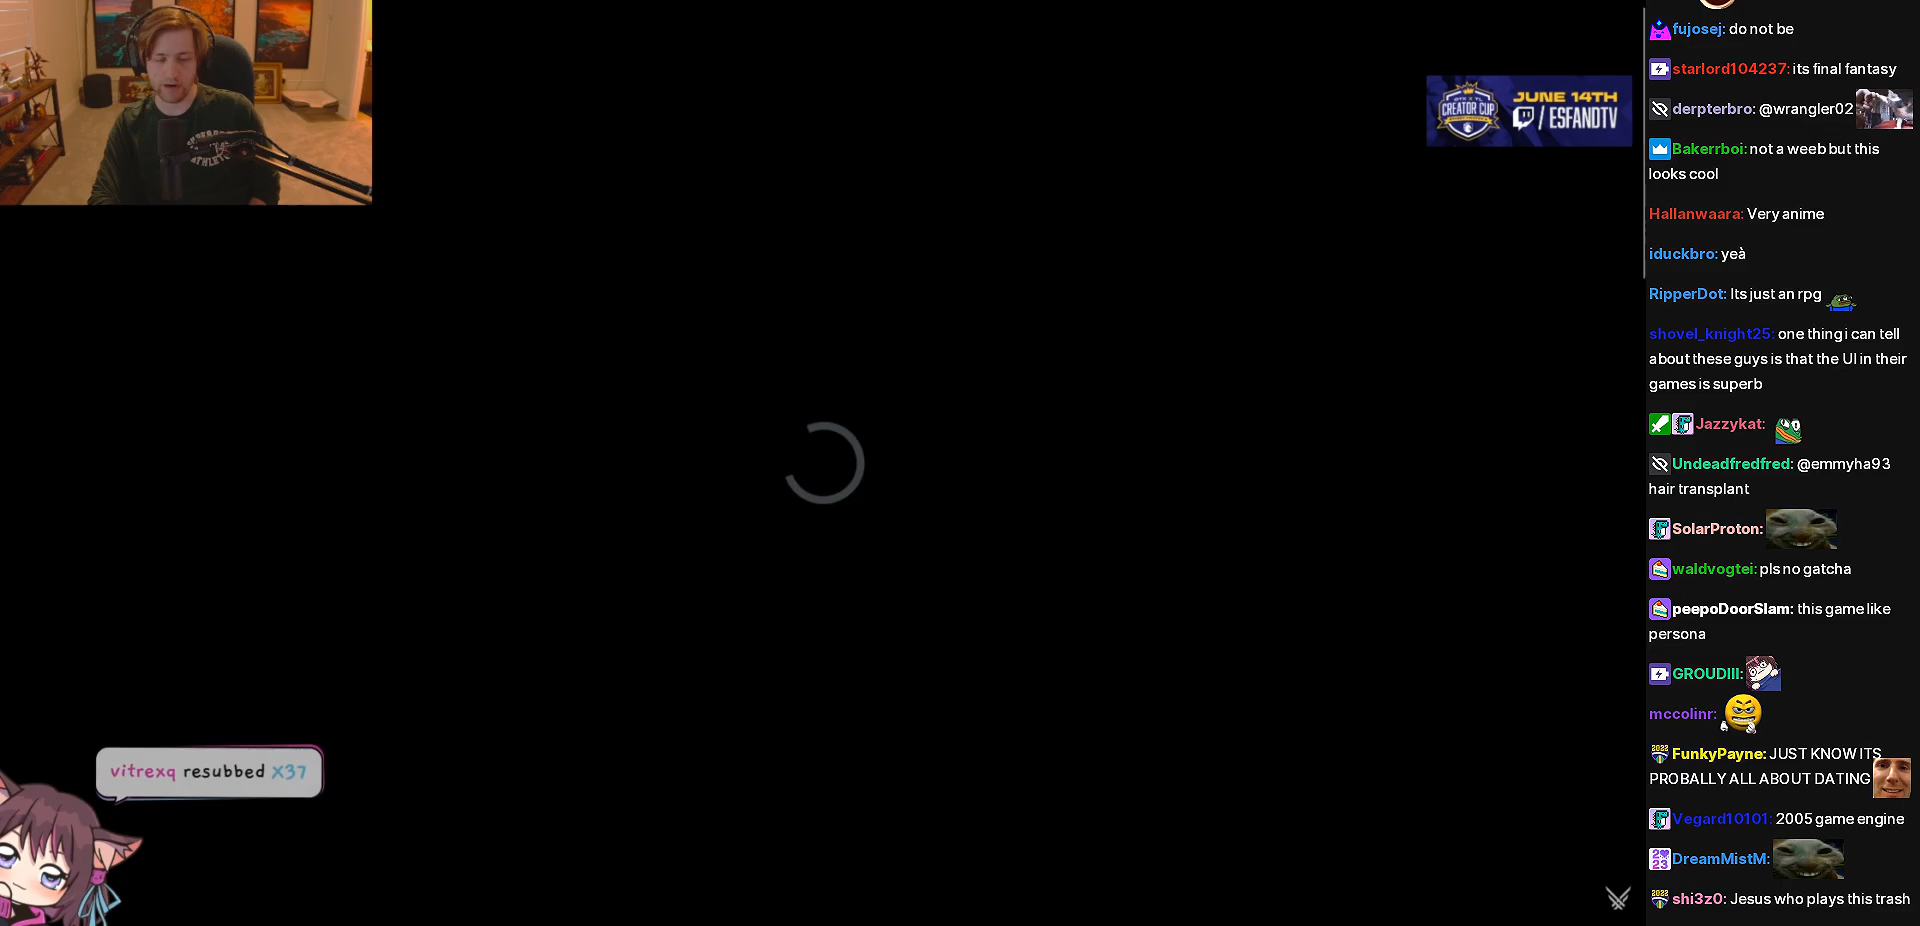 JUNE 14TH
CREATOR CUP
/ ESFANDTV
ATHLET
vitrexq resubbed X37
fujosej: do not be
starlord104237: its final fantasy
derpterbro: @wrangler02
Bakerrboi: not a weeb but this
looks cool
Hallanwaara: Very anime
iduckbro: yeà
RipperDot: Its just an rpg
shovel_knight25: one thing i can tell
about these guys is that the UI in their
games is superb
Jazzykat:
Undeadfredfred: @emmyha93
hair transplant
SolarProton:
waldvogtei: pls no gatcha
peepoDoorSlam: this game like
persona
GROUDIII:
mccolinr:
FunkyPayne: JUST KNOW ITS
PROBALLY ALL ABOUT DATING
Vegard10101: 2005 game engine
DreamMistM:
shi3z0: Jesus who plays this trash